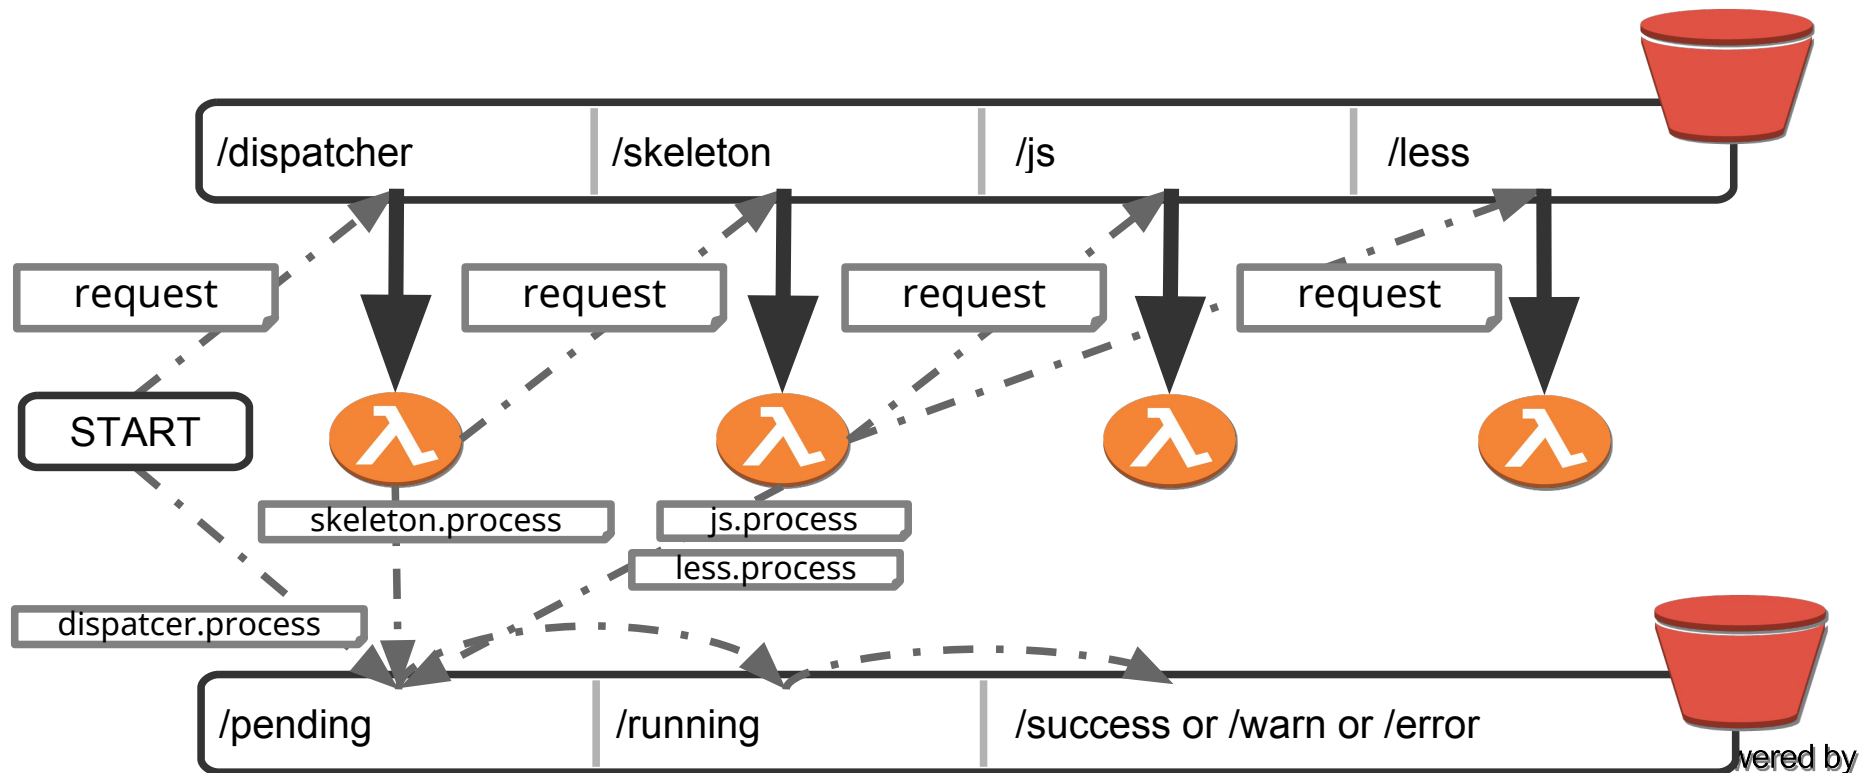 /dispatcher /skeleton /js /less
request request request request
START
skeleton.process js.process
less.process
dispatcer.process
/pending /running /success or /warn or /error
wered by